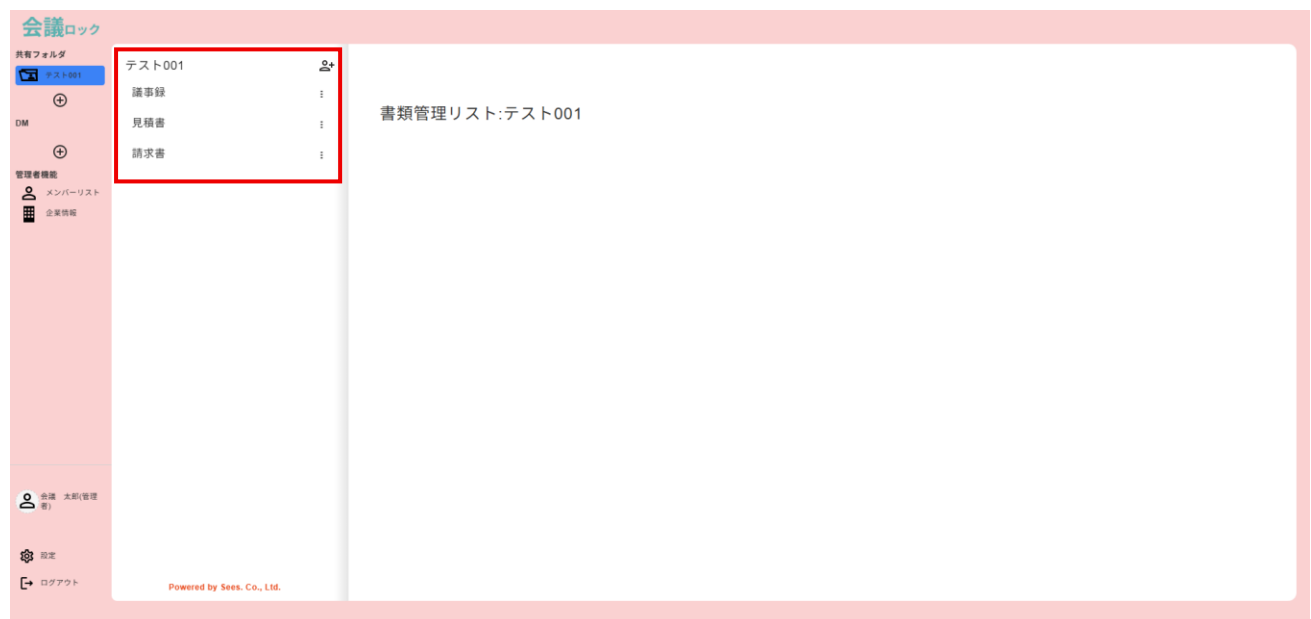 会議ロック
共有フォルダ
テスト001
DM
管理者機能
メンバーリスト
企業情報
会議 太郎(管理
者)
設定
ログアウト
テスト001
議事録
見積書
請求書
Powered by Sees. Co., Ltd.
書類管理リスト:テスト001